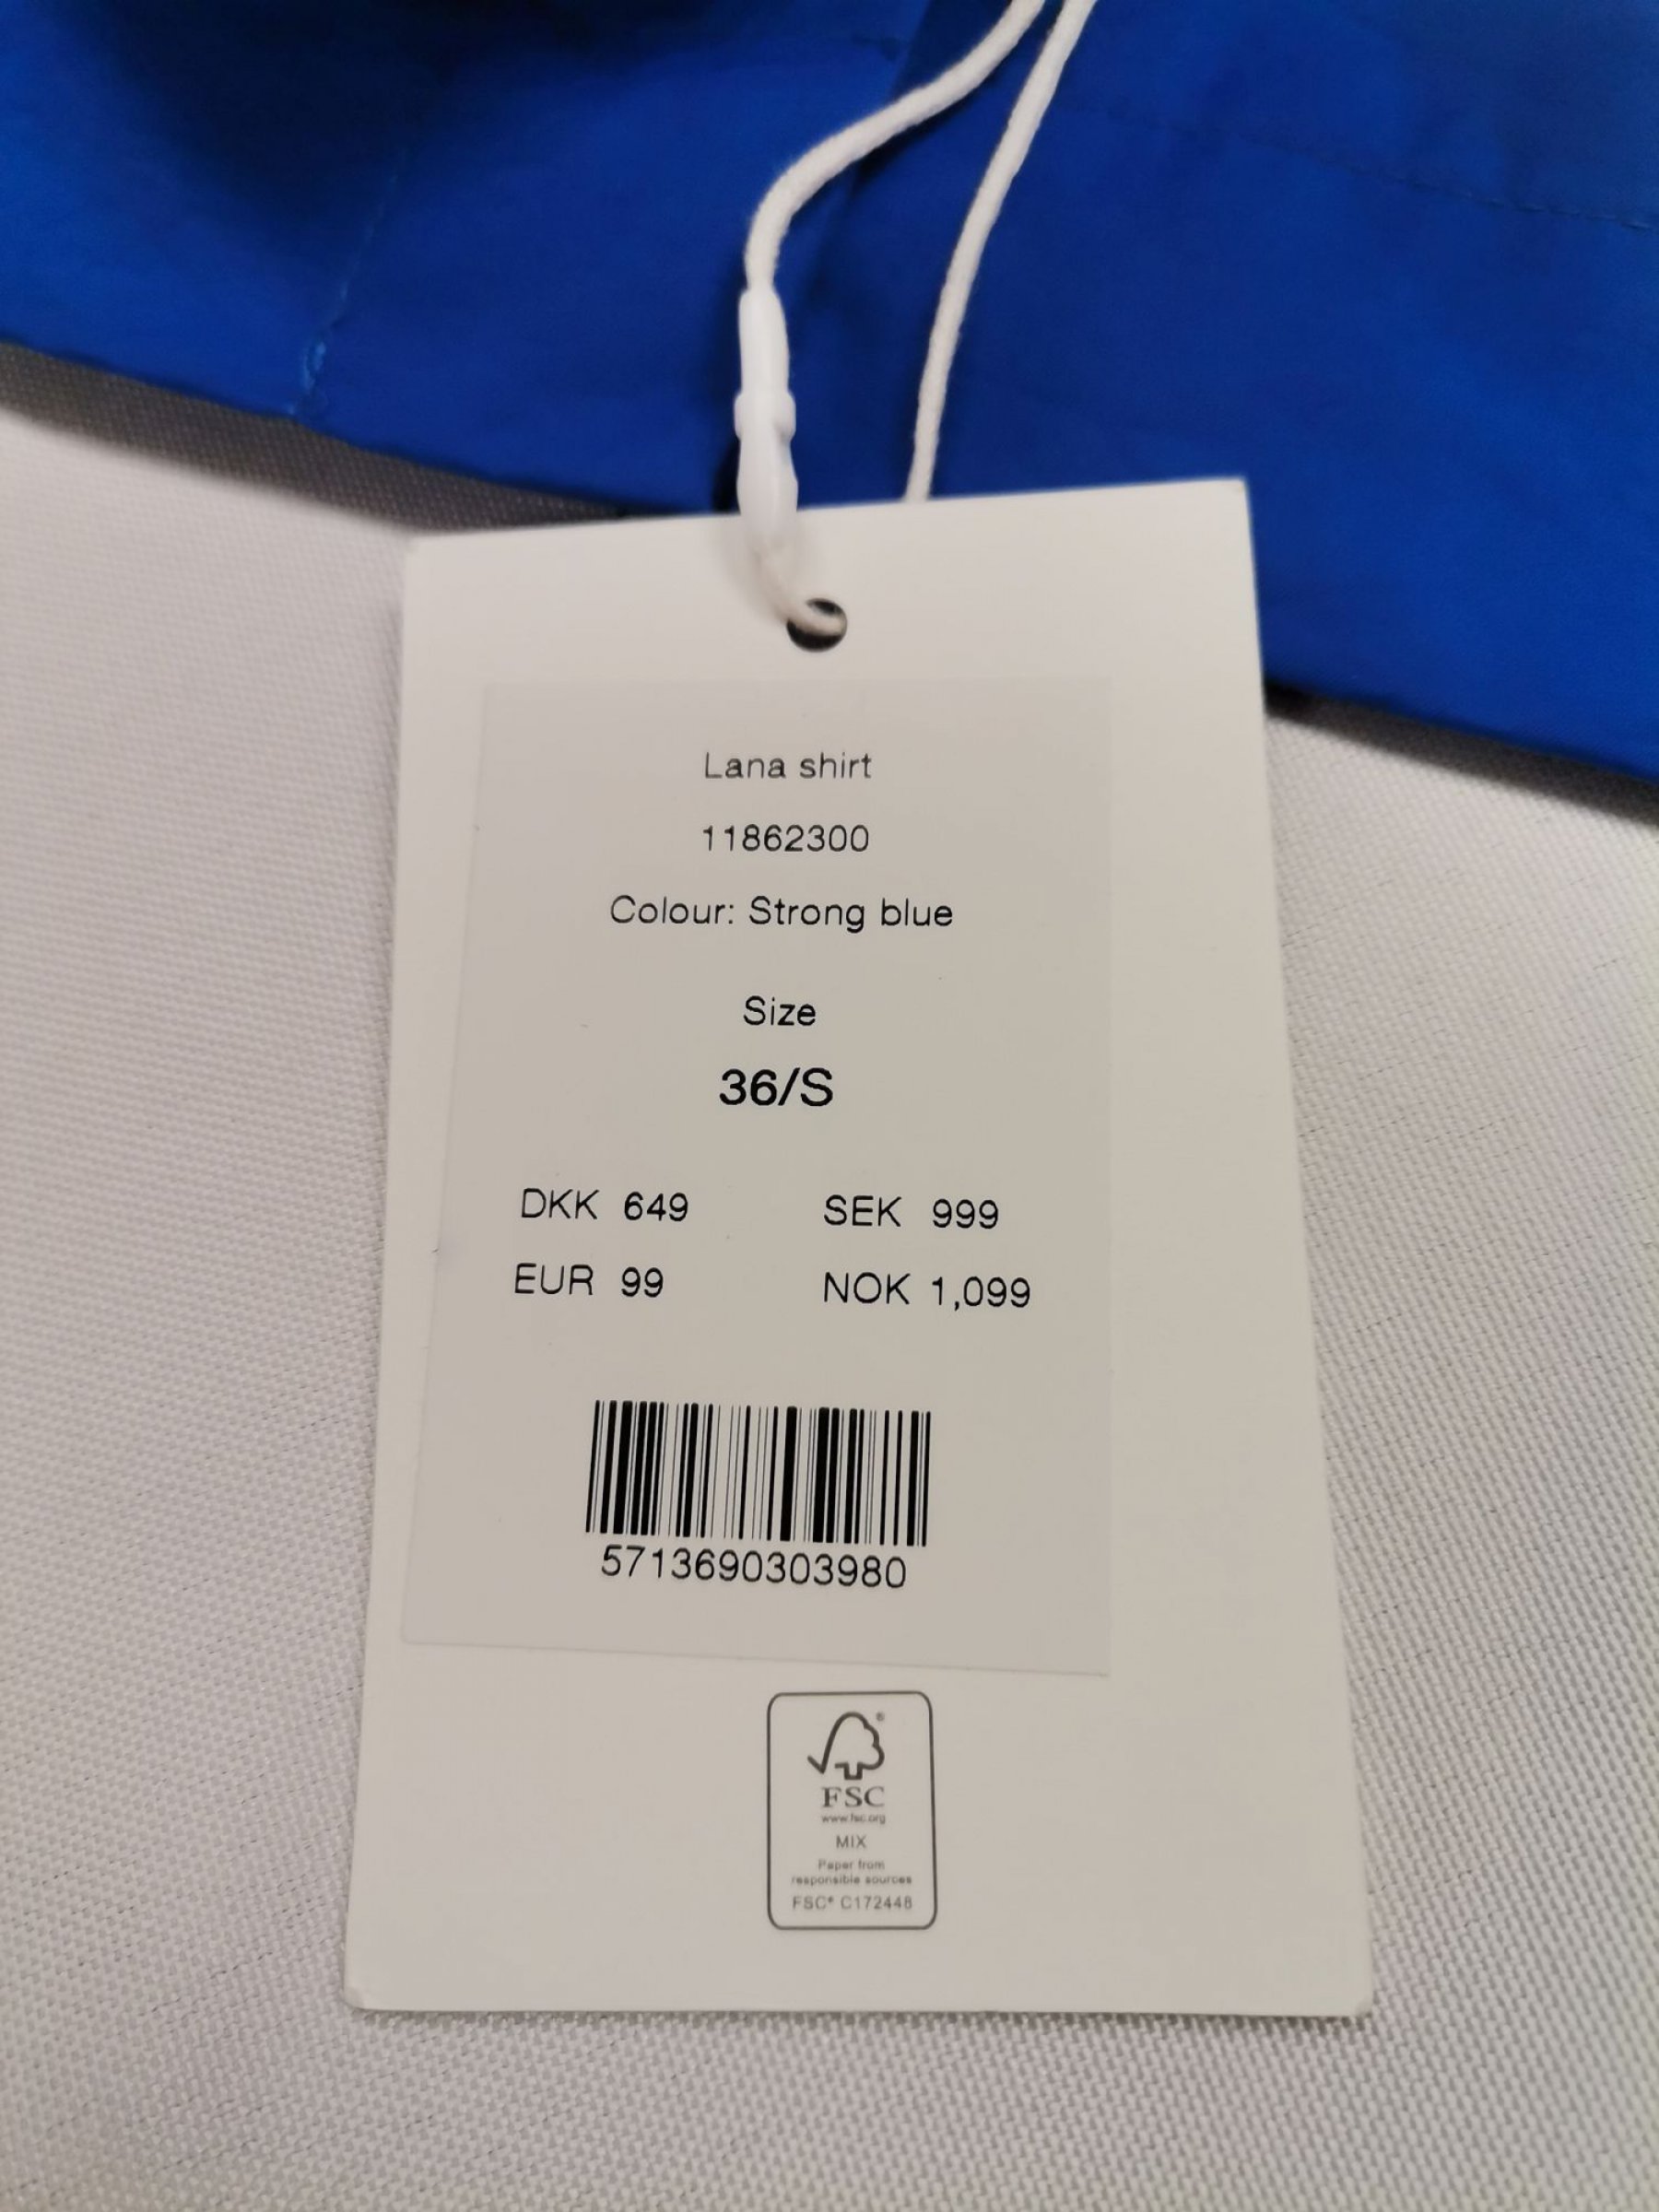 Lana shirt
11862300
Colour: Strong blue
Size
36/S
DKK 649 SEK 999
EUR 99 NOK 1,099
5713690303980
®
FSC
www.fsc.org
MIX
Paper from
responsible sources
FSC® C172448